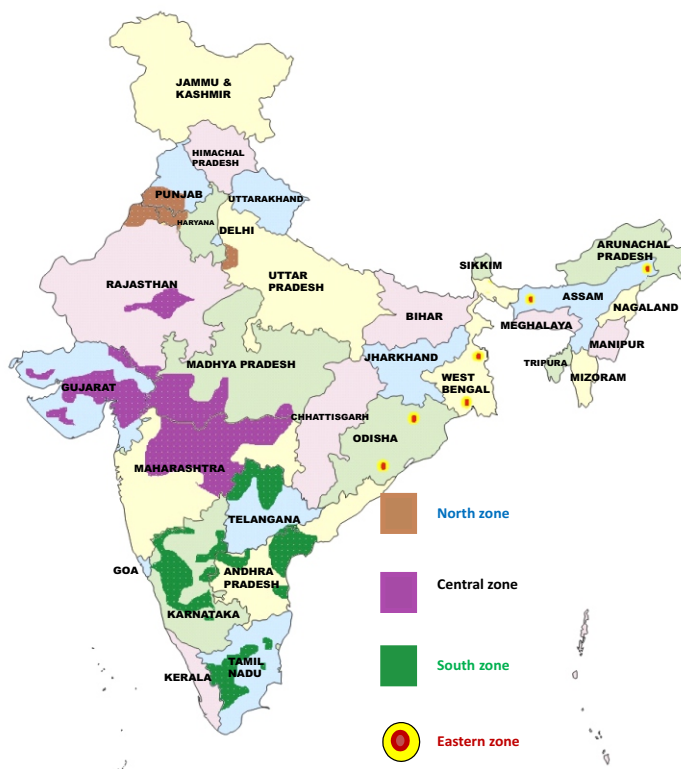 JAMMU &
KASHMIR
HIMACHAL
PRADESH
PUNJAB
UTTARAKHAND
HARYANA
DELHI
ARUNACHAL
PRADESH
SIKKIM
UTTAR
PRADESH
RAJASTHAN
ASSAM
NAGALAND
BIHAR
MEGHALAYA
MANIPUR
JHARKHAND
MADHYA PRADESH
TRIPURA
WEST
BENGAL
MIZORAM
GUJARAT
CHHATTISGARH
ODISHA
MAHARASHTRA
North zone
TELANGANA
GOA
ANDHRA
PRADESH
Central zone
KARNATAKA
TAMIL
NADU
KERALA
South zone
Eastern zone